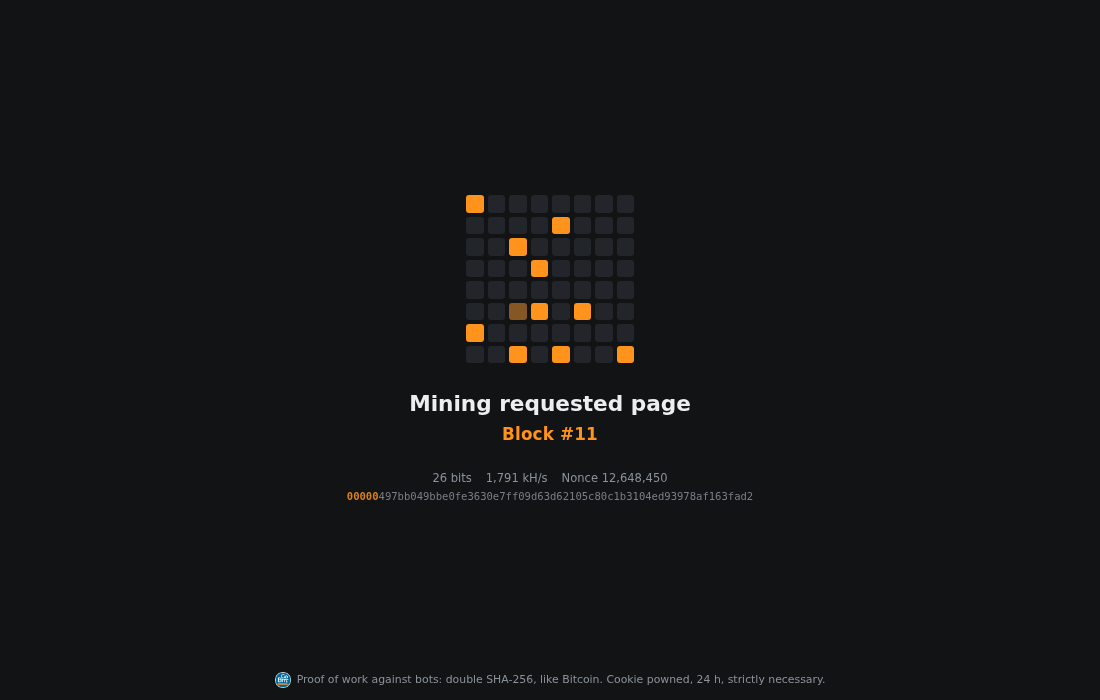 Mining requested page
Block #11
26 bits 1,791 kH/s Nonce 12,648,450
00000497bb049bbe0fe3630e7ff09d63d62105c80c1b3104ed93978af163fad2
Proof of work against bots: double SHA-256, like Bitcoin. Cookie powned, 24 h, strictly necessary.